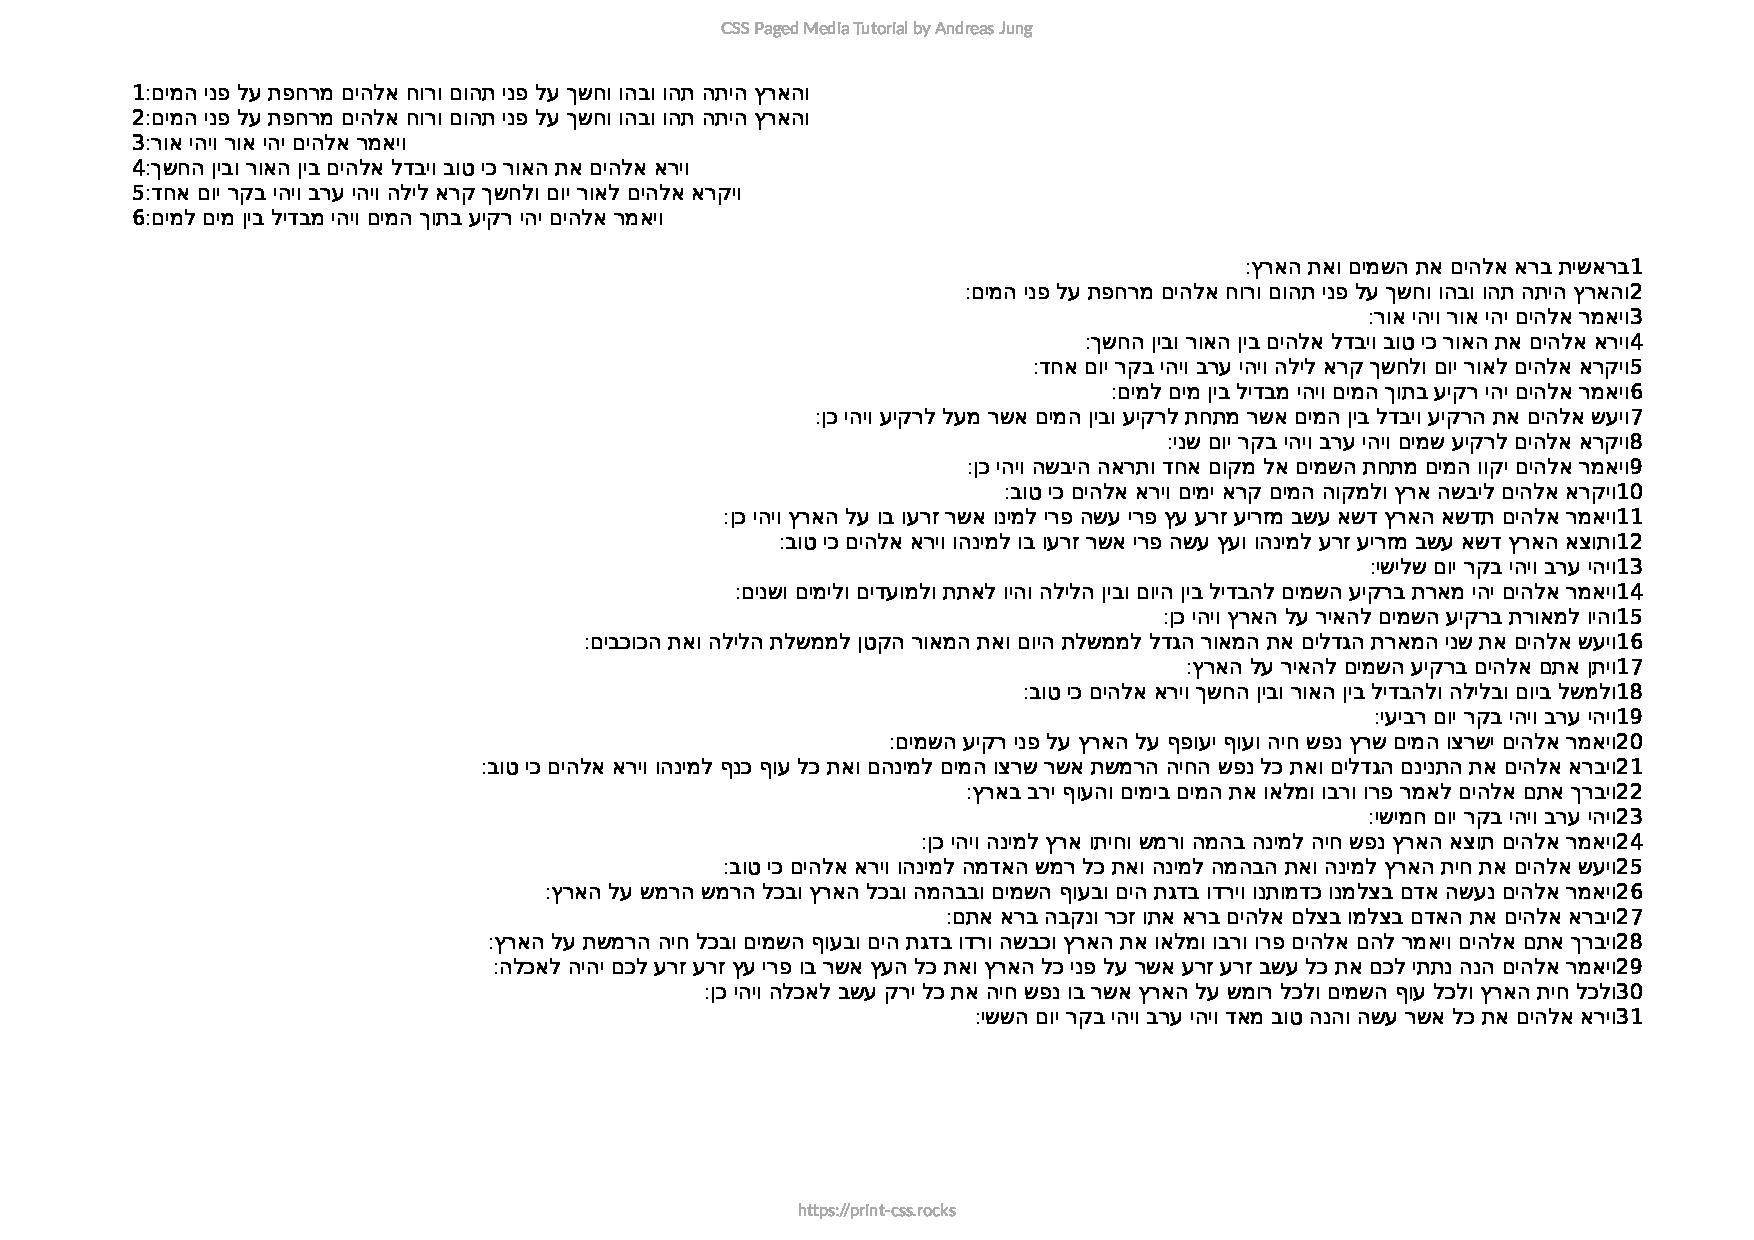 CSS Paged Media Tutorial by Andreas Jung
והארץ היתה תהו ובהו וחשך על פני תהום ורוח אלהים מרחפת על פני המים:1
והארץ היתה תהו ובהו וחשך על פני תהום ורוח אלהים מרחפת על פני המים:2
ויאמר אלהים יהי אור ויהי אור:3
וירא אלהים את האור כי טוב ויבדל אלהים בין האור ובין החשך:4
ויקרא אלהים לאור יום ולחשך קרא לילה ויהי ערב ויהי בקר יום אחד:5
ויאמר אלהים יהי רקיע בתוך המים ויהי מבדיל בין מים למים:6
1בראשית ברא אלהים את השמים ואת הארץ:
2והארץ היתה תהו ובהו וחשך על פני תהום ורוח אלהים מרחפת על פני המים:
3ויאמר אלהים יהי אור ויהי אור:
4וירא אלהים את האור כי טוב ויבדל אלהים בין האור ובין החשך:
5ויקרא אלהים לאור יום ולחשך קרא לילה ויהי ערב ויהי בקר יום אחד:
6ויאמר אלהים יהי רקיע בתוך המים ויהי מבדיל בין מים למים:
7ויעש אלהים את הרקיע ויבדל בין המים אשר מתחת לרקיע ובין המים אשר מעל לרקיע ויהי כן:
8ויקרא אלהים לרקיע שמים ויהי ערב ויהי בקר יום שני:
9ויאמר אלהים יקוו המים מתחת השמים אל מקום אחד ותראה היבשה ויהי כן:
10ויקרא אלהים ליבשה ארץ ולמקוה המים קרא ימים וירא אלהים כי טוב:
11ויאמר אלהים תדשא הארץ דשא עשב מזריע זרע עץ פרי עשה פרי למינו אשר זרעו בו על הארץ ויהי כן:
12ותוצא הארץ דשא עשב מזריע זרע למינהו ועץ עשה פרי אשר זרעו בו למינהו וירא אלהים כי טוב:
13ויהי ערב ויהי בקר יום שלישי:
14ויאמר אלהים יהי מארת ברקיע השמים להבדיל בין היום ובין הלילה והיו לאתת ולמועדים ולימים ושנים:
15והיו למאורת ברקיע השמים להאיר על הארץ ויהי כן:
16ויעש אלהים את שני המארת הגדלים את המאור הגדל לממשלת היום ואת המאור הקטן לממשלת הלילה ואת הכוכבים:
17ויתן אתם אלהים ברקיע השמים להאיר על הארץ:
18ולמשל ביום ובלילה ולהבדיל בין האור ובין החשך וירא אלהים כי טוב:
19ויהי ערב ויהי בקר יום רביעי:
20ויאמר אלהים ישרצו המים שרץ נפש חיה ועוף יעופף על הארץ על פני רקיע השמים:
21ויברא אלהים את התנינם הגדלים ואת כל נפש החיה הרמשת אשר שרצו המים למינהם ואת כל עוף כנף למינהו וירא אלהים כי טוב:
22ויברך אתם אלהים לאמר פרו ורבו ומלאו את המים בימים והעוף ירב בארץ:
23ויהי ערב ויהי בקר יום חמישי:
24ויאמר אלהים תוצא הארץ נפש חיה למינה בהמה ורמש וחיתו ארץ למינה ויהי כן:
25ויעש אלהים את חית הארץ למינה ואת הבהמה למינה ואת כל רמש האדמה למינהו וירא אלהים כי טוב:
26ויאמר אלהים נעשה אדם בצלמנו כדמותנו וירדו בדגת הים ובעוף השמים ובבהמה ובכל הארץ ובכל הרמש הרמש על הארץ:
27ויברא אלהים את האדם בצלמו בצלם אלהים ברא אתו זכר ונקבה ברא אתם:
28ויברך אתם אלהים ויאמר להם אלהים פרו ורבו ומלאו את הארץ וכבשה ורדו בדגת הים ובעוף השמים ובכל חיה הרמשת על הארץ:
29ויאמר אלהים הנה נתתי לכם את כל עשב זרע זרע אשר על פני כל הארץ ואת כל העץ אשר בו פרי עץ זרע זרע לכם יהיה לאכלה:
30ולכל חית הארץ ולכל עוף השמים ולכל רומש על הארץ אשר בו נפש חיה את כל ירק עשב לאכלה ויהי כן:
31וירא אלהים את כל אשר עשה והנה טוב מאד ויהי ערב ויהי בקר יום הששי:
https://print-css.rocks